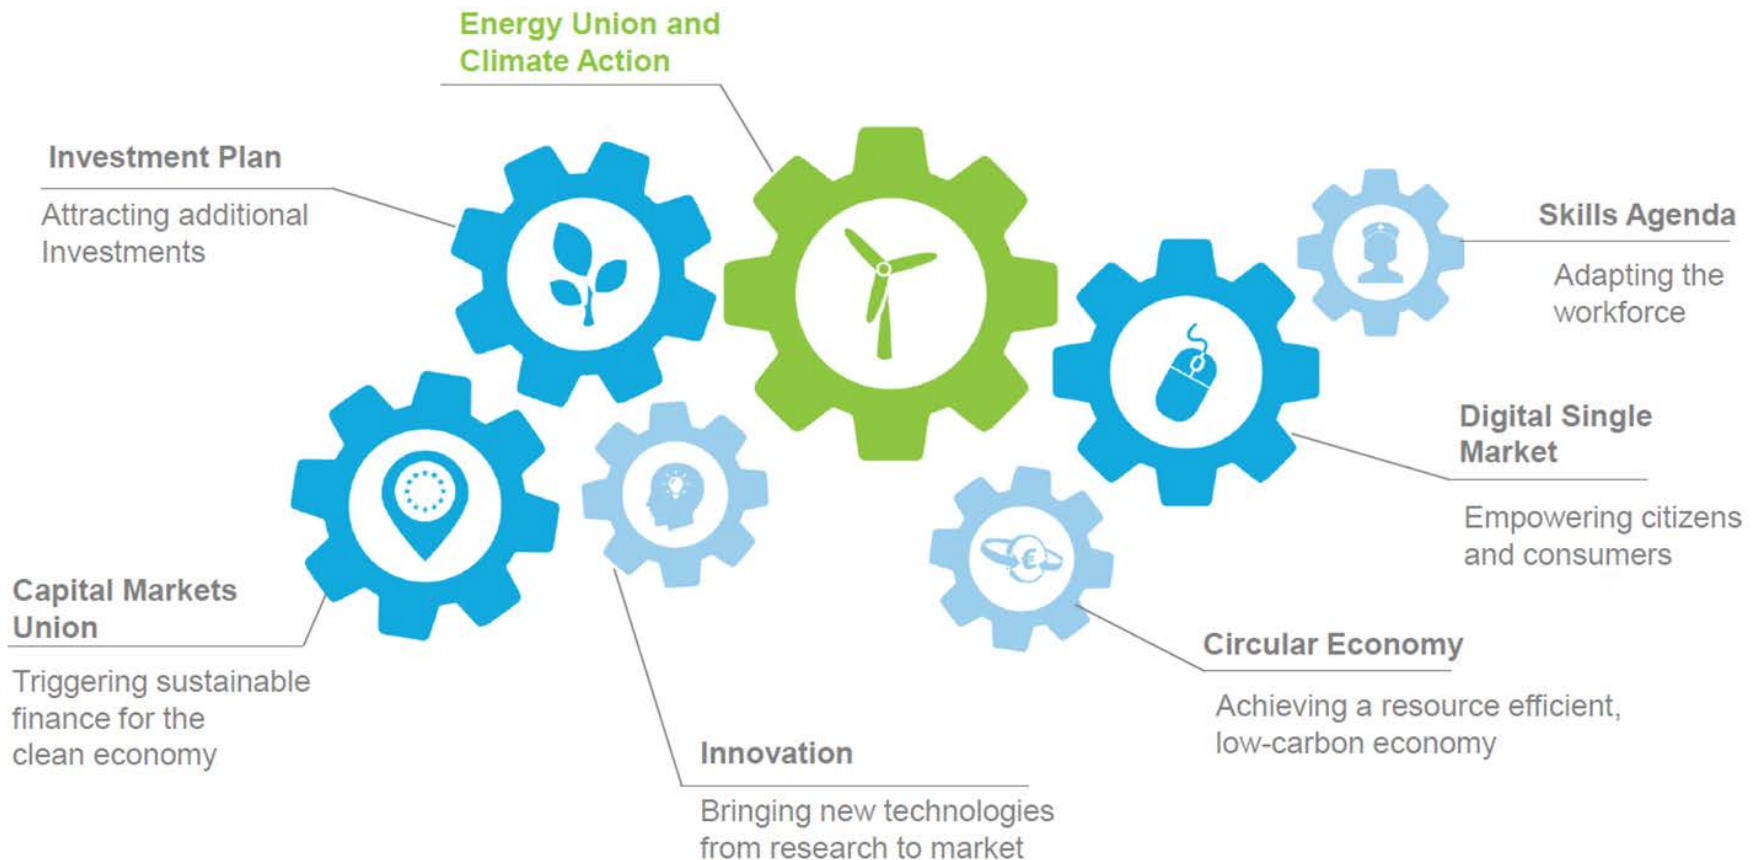 Energy Union and
Climate Action
Investment Plan
Attracting additional
Investments
Skills Agenda
Adapting the
workforce
Digital Single
Market
Empowering citizens
and consumers
€
Capital Markets
Union
Triggering sustainable
finance for the
clean economy
Circular Economy
Achieving a resource efficient,
low-carbon economy
Innovation
Bringing new technologies
from research to market